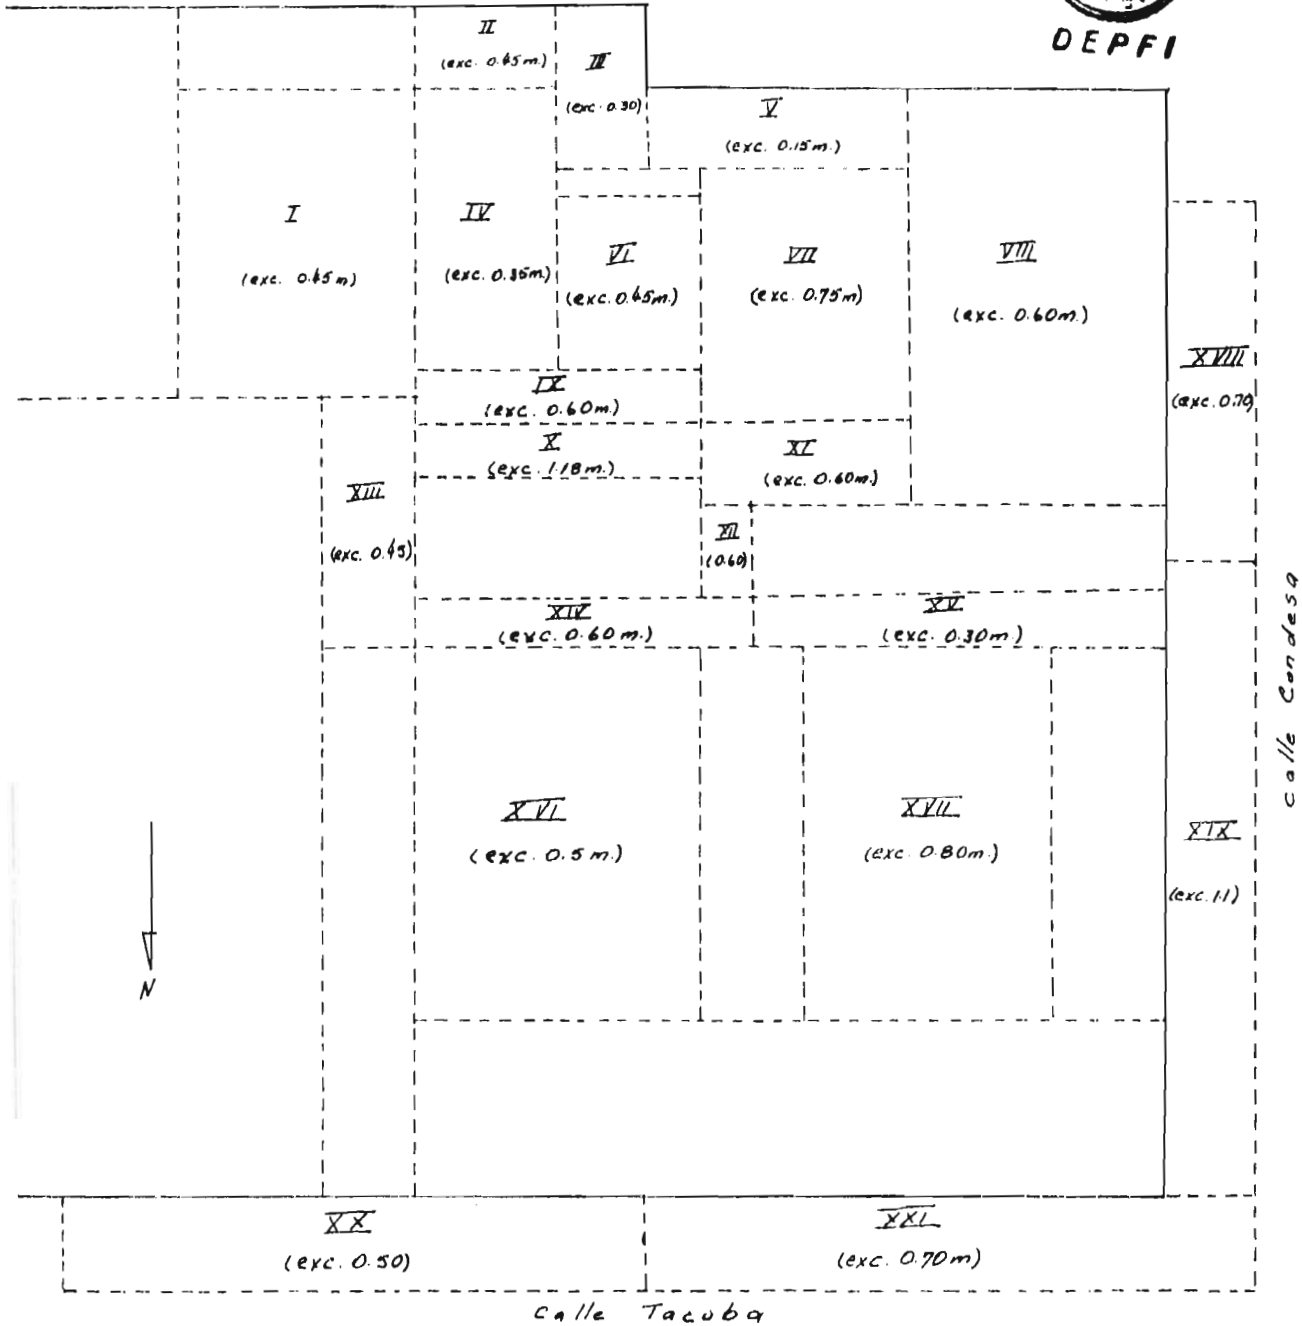 DEPFI
II
(exc. 0.45m.)
III
(exc. 0.30)
V
(exc. 0.15m.)
I
(exc. 0.45m)
IV
(exc. 0.35m.)
VI
(exc. 0.45m.)
VII
(exc. 0.75m)
VIII
(exc. 0.60m.)
XVIII
(exc. 0.70)
IX
(exc. 0.60m.)
X
(exc. 1.18m.)
XI
(exc. 0.60m.)
XIII
(exc. 0.45)
XII
(0.60)
XIV
(exc. 0.60m.)
XV
(exc. 0.30m.)
Calle Condesa
XVI
(exc. 0.5m.)
XVII
(exc. 0.80m.)
XIX
(exc. 1.1)
N
XX
(exc. 0.50)
XXI
(exc. 0.70m)
Calle Tacuba